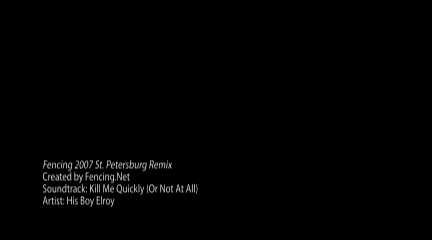 Fencing 2007 St. Petersburg Remix
Created by Fencing.Net
Soundtrack: Kill Me Quickly (Or Not At All)
Artist: His Boy Elroy